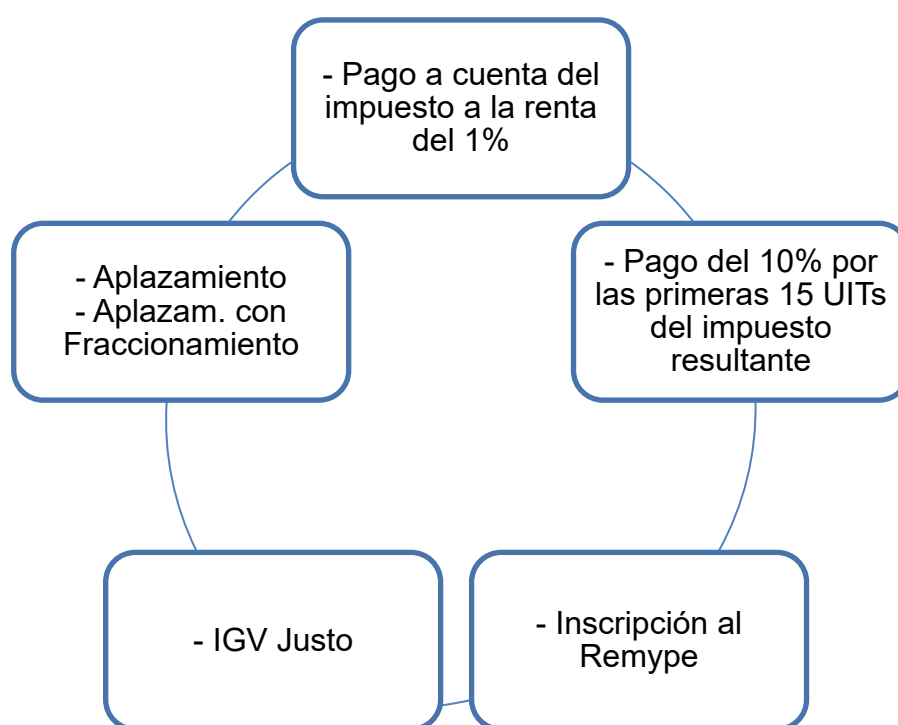 - Pago a cuenta del
impuesto a la renta
del 1%
- Aplazamiento
- Aplazam. con
Fraccionamiento
- Pago del 10% por
las primeras 15 UITs
del impuesto
resultante
- IGV Justo
- Inscripción al
Remype